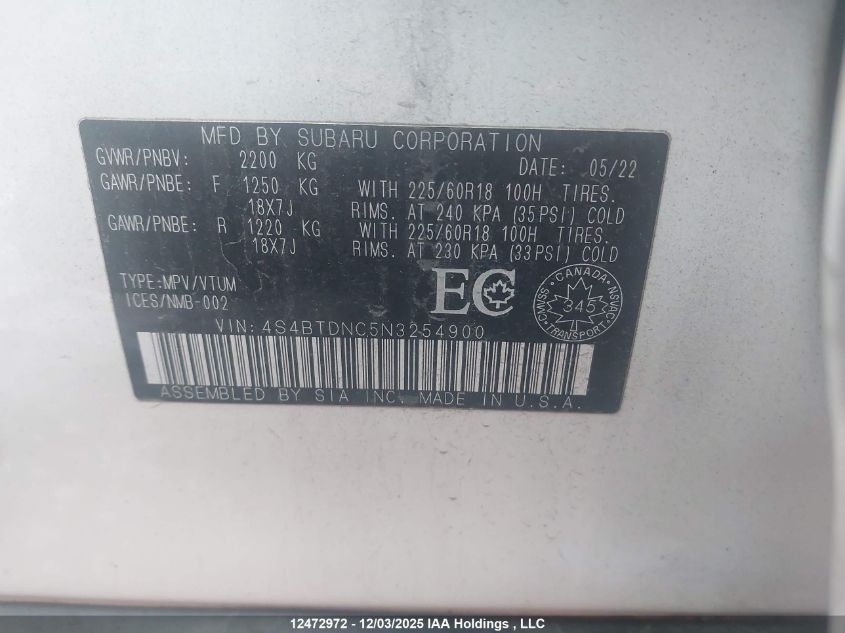 MFD BY SUBARU CORPORATION
GVWR/PNBV: 2200 KG DATE: 05/22
GAWR/PNBE: F 1250 KG WITH 225/60R18 100H TIRES.
18X7J RIMS. AT 240 KPA (35PSI) COLD
GAWR/PNBE: R 1220 KG WITH 225/60R18 100H TIRES.
18X7J RIMS. AT 230 KPA (33PSI) COLD
TYPE:MPV/VTUM
ICES/NMB-002
EC
CANADA
CMVSS 345 NSVAC
TRANSPORT
VIN: 4S4BTDNC5N3254900
ASSEMBLED BY SIA INC. MADE IN U.S.A.
12472972 - 12/03/2025 IAA Holdings , LLC